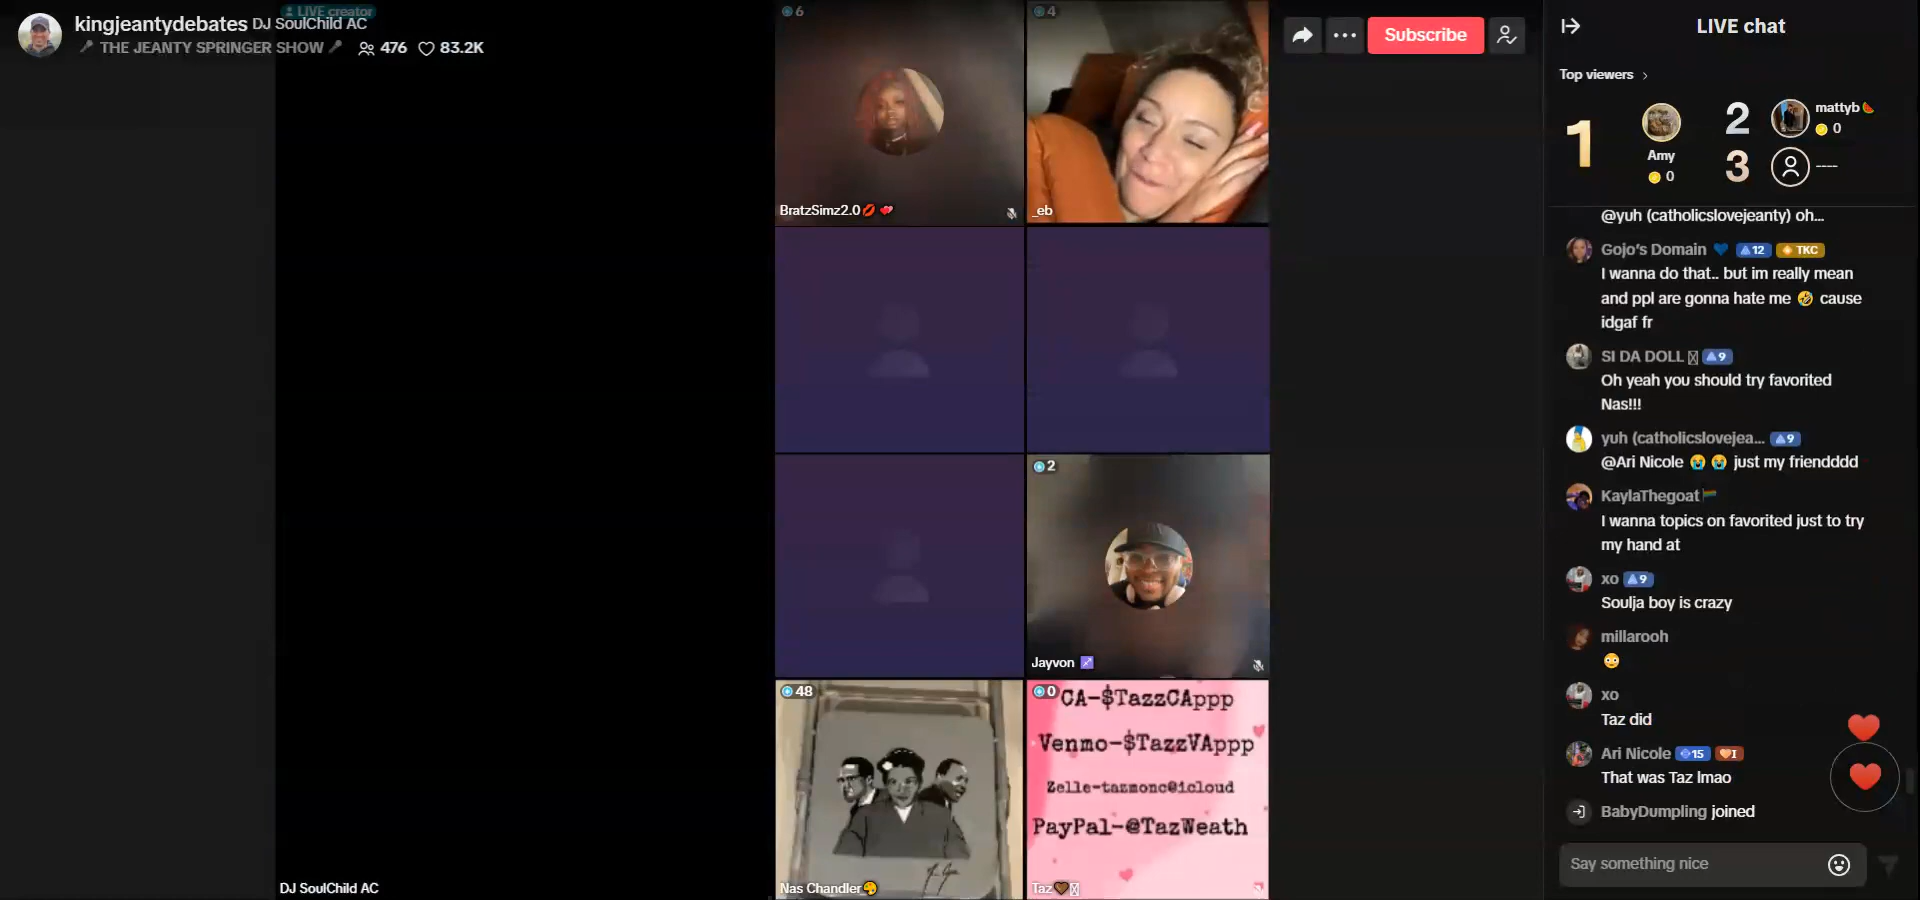 LIVE creator
kingjeantydebates DJ SoulChild AC
THE JEANTY SPRINGER SHOW 476 83.2K
6
4
Subscribe
LIVE chat
Top viewers
1
Amy
0
2
mattyb🍉
0
3
----
BratzSimz2.0💋 💕
_eb
2
Jayvon ♐
48
Nas Chandler
0
CA-$TazzCAppp
Venmo-$TazzVAppp
Zelle-tazmonc@icloud
PayPal-@TazWeath
Taz🤎
DJ SoulChild AC
@yuh (catholicslovejeanty) oh...
Gojo's Domain 💙 12 TKC
I wanna do that.. but im really mean
and ppl are gonna hate me 🤣 cause
idgaf fr
SI DA DOLL 9
Oh yeah you should try favorited
Nas!!!
yuh (catholicslovejea... 9
@Ari Nicole 😭 😭 just my friendddd
KaylaThegoat🏳️‍🌈
I wanna topics on favorited just to try
my hand at
xo 9
Soulja boy is crazy
millarooh
😳
xo
Taz did
Ari Nicole 15 I
That was Taz lmao
BabyDumpling joined
Say something nice